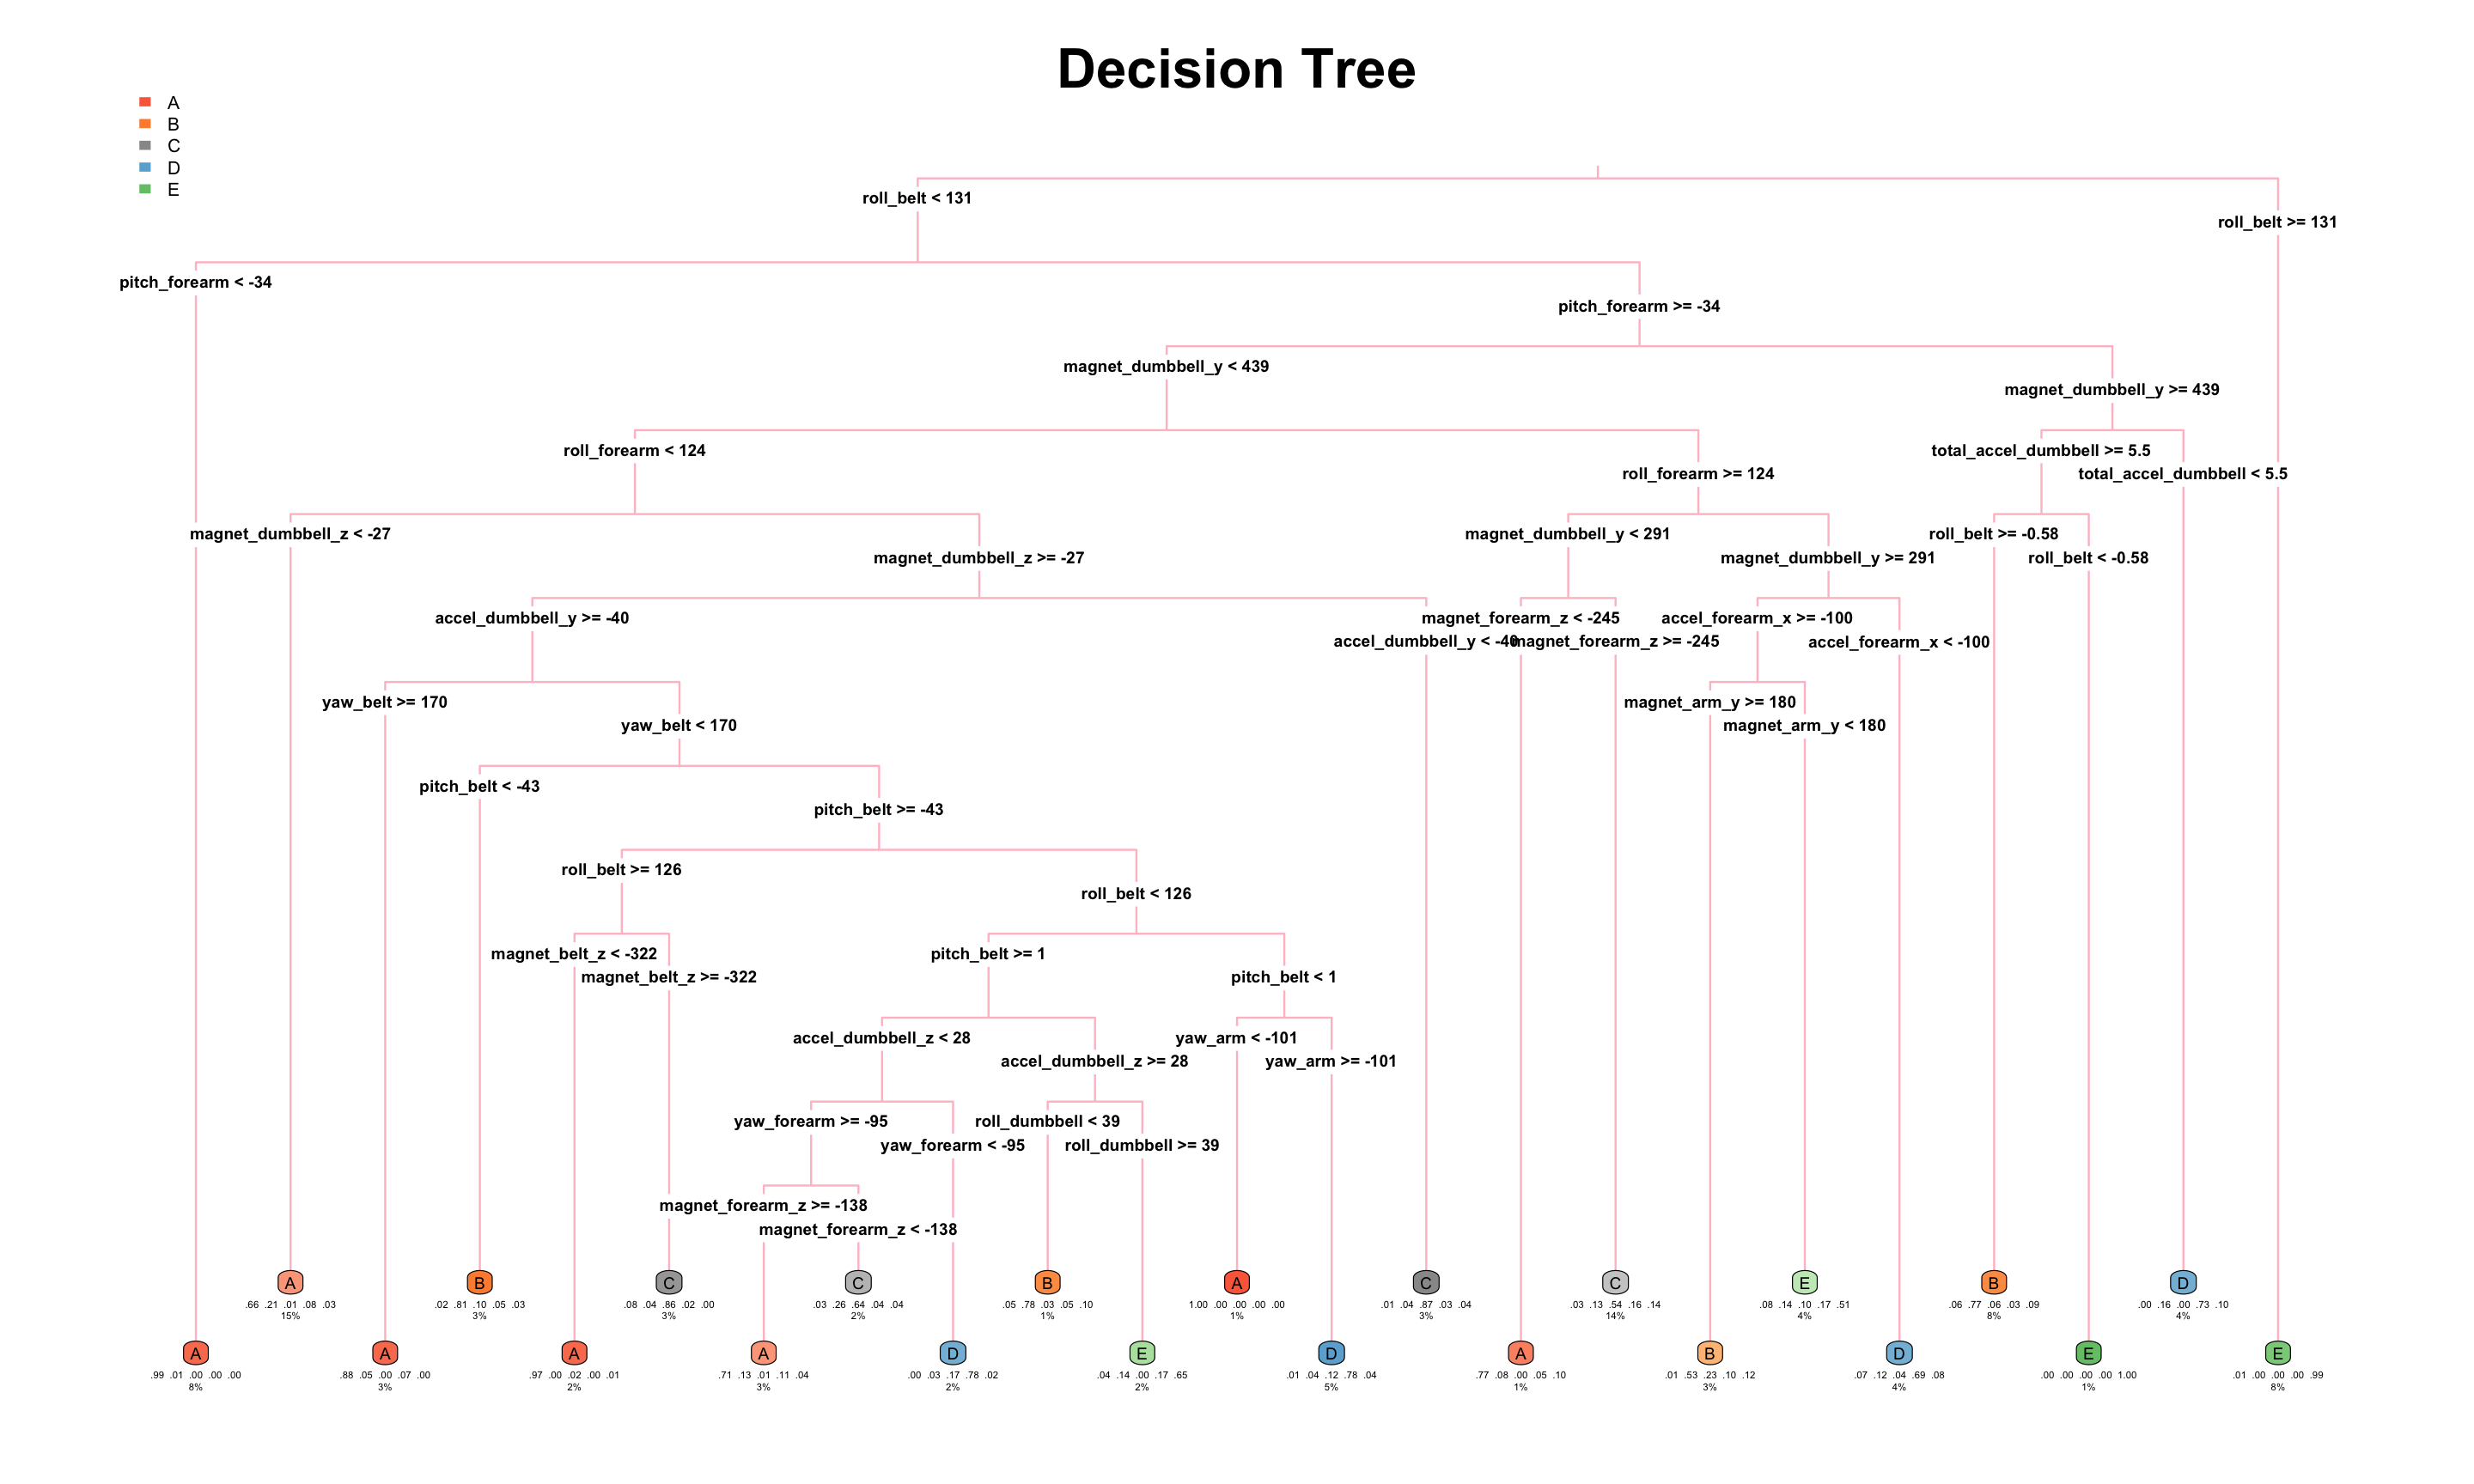 Decision Tree
A
B
C
D
E
roll_belt < 131
roll_belt >= 131
pitch_forearm < -34
pitch_forearm >= -34
magnet_dumbbell_y < 439
magnet_dumbbell_y >= 439
roll_forearm < 124
total_accel_dumbbell >= 5.5
roll_forearm >= 124
total_accel_dumbbell < 5.5
magnet_dumbbell_z < -27
magnet_dumbbell_y < 291
roll_belt >= -0.58
magnet_dumbbell_z >= -27
magnet_dumbbell_y >= 291
roll_belt < -0.58
accel_dumbbell_y >= -40
magnet_forearm_z < -245
accel_forearm_x >= -100
accel_dumbbell_y < -40
magnet_forearm_z >= -245
accel_forearm_x < -100
yaw_belt >= 170
magnet_arm_y >= 180
yaw_belt < 170
magnet_arm_y < 180
pitch_belt < -43
pitch_belt >= -43
roll_belt >= 126
roll_belt < 126
magnet_belt_z < -322
pitch_belt >= 1
magnet_belt_z >= -322
pitch_belt < 1
accel_dumbbell_z < 28
yaw_arm < -101
accel_dumbbell_z >= 28
yaw_arm >= -101
yaw_forearm >= -95
roll_dumbbell < 39
yaw_forearm < -95
roll_dumbbell >= 39
magnet_forearm_z >= -138
magnet_forearm_z < -138
A B C C B A C C E B D
.66 .21 .01 .08 .03
.02 .81 .10 .05 .03
.08 .04 .86 .02 .00
.03 .26 .64 .04 .04
.05 .78 .03 .05 .10
1.00 .00 .00 .00 .00
.01 .04 .87 .03 .04
.03 .13 .54 .16 .14
.08 .14 .10 .17 .51
.06 .77 .06 .03 .09
.00 .16 .00 .73 .10
15% 3% 3% 2% 1% 1% 3% 14% 4% 8% 4%
A A A A D E D A B D E E
.99 .01 .00 .00 .00
.88 .05 .00 .07 .00
.97 .00 .02 .00 .01
.71 .13 .01 .11 .04
.00 .03 .17 .78 .02
.04 .14 .00 .17 .65
.01 .04 .12 .78 .04
.77 .08 .00 .05 .10
.01 .53 .23 .10 .12
.07 .12 .04 .69 .08
.00 .00 .00 .00 1.00
.01 .00 .00 .00 .99
8% 3% 2% 3% 2% 2% 5% 1% 3% 4% 1% 8%